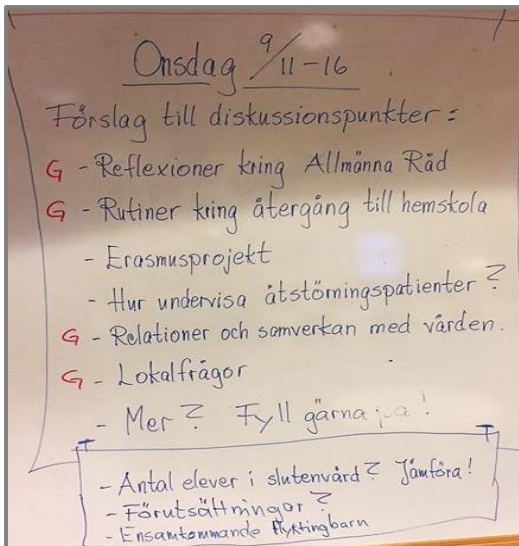 Onsdag 9/11-16
Förslag till diskussionspunkter:
G - Reflexioner kring Allmänna Råd
G - Rutiner kring återgång till hemskola
- Erasmusprojekt
- Hur undervisa ätstörningspatienter?
G - Relationer och samverkan med vården.
G - Lokalfrågor
- Mer? Fyll gärna på!
- Antal elever i slutenvård? Jämföra!
- Förutsättningar?
- Ensamkommande flyktingbarn